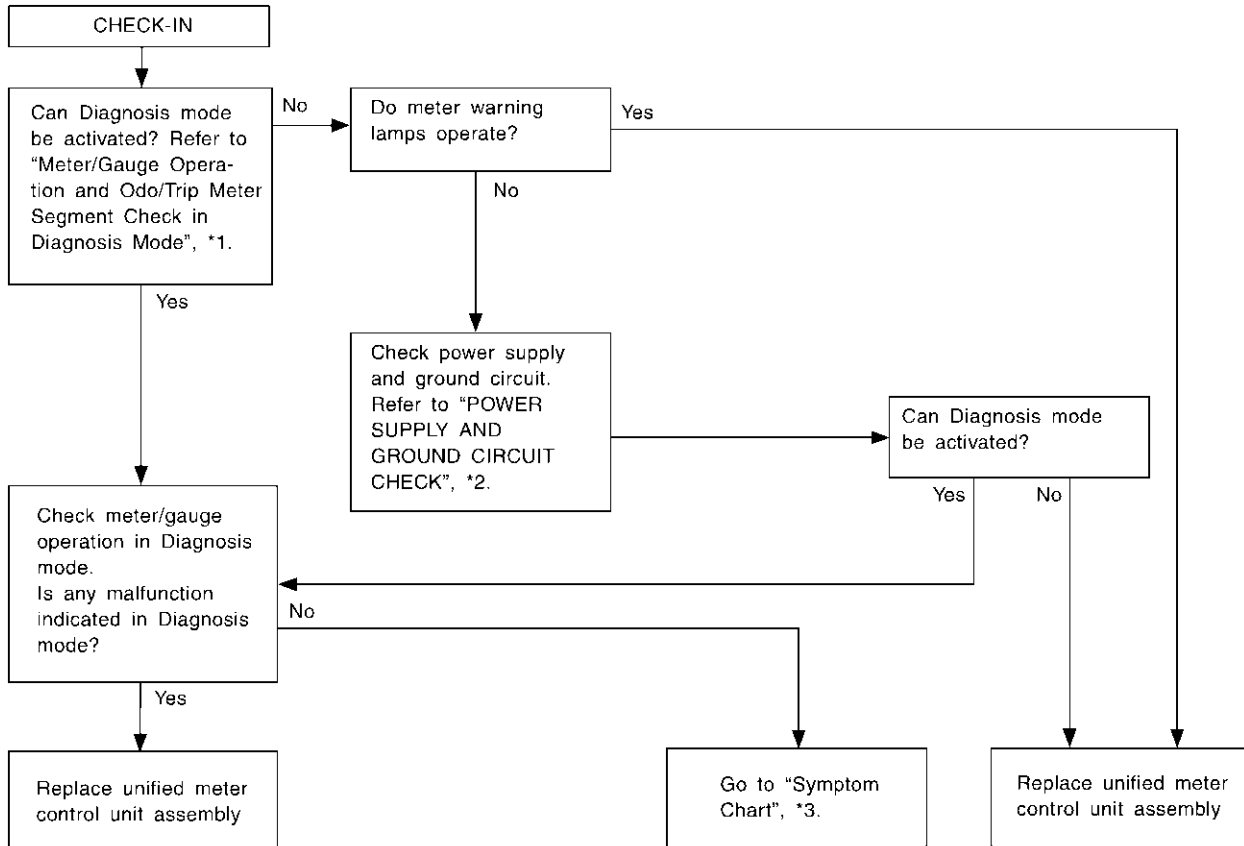 CHECK-IN
Can Diagnosis mode
be activated? Refer to
“Meter/Gauge Opera-
tion and Odo/Trip Meter
Segment Check in
Diagnosis Mode”, *1.
No
Do meter warning
lamps operate?
Yes
No
Yes
Check power supply
and ground circuit.
Refer to “POWER
SUPPLY AND
GROUND CIRCUIT
CHECK”, *2.
Can Diagnosis mode
be activated?
Yes
No
Check meter/gauge
operation in Diagnosis
mode.
Is any malfunction
indicated in Diagnosis
mode?
No
Yes
Replace unified meter
control unit assembly
Go to “Symptom
Chart”, *3.
Replace unified meter
control unit assembly